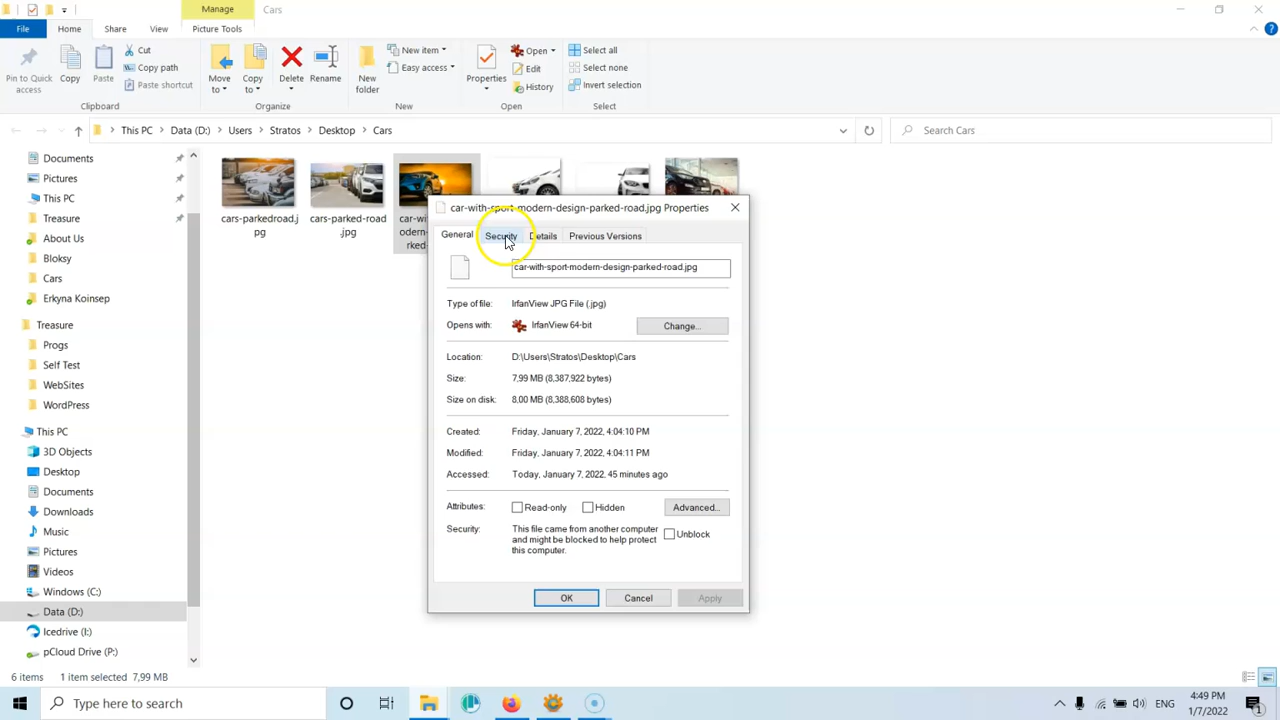 Manage
Cars
File
Home
Share
View
Picture Tools
Pin to Quick
access
Copy
Paste
Cut
Copy path
Paste shortcut
Clipboard
Move
to
Copy
to
Delete
Rename
Organize
New
folder
New item
Easy access
New
Properties
Open
Edit
History
Open
Select all
Select none
Invert selection
Select
This PC
Data (D:)
Users
Stratos
Desktop
Cars
Search Cars
Documents
Pictures
This PC
Treasure
About Us
Bloksy
Cars
Erkyna Koinsep
Treasure
Progs
Self Test
WebSites
WordPress
This PC
3D Objects
Desktop
Documents
Downloads
Music
Pictures
Videos
Windows (C:)
Data (D:)
Icedrive (I:)
pCloud Drive (P:)
cars-parkedroad.j
pg
cars-parked-road
.jpg
car-with-sport-modern-design-parked-road.jpg Properties
General
Security
Details
Previous Versions
car-with-sport-modern-design-parked-road.jpg
Type of file: IrfanView JPG File (.jpg)
Opens with: IrfanView 64-bit
Change...
Location: D:\Users\Stratos\Desktop\Cars
Size: 7,99 MB (8,387,922 bytes)
Size on disk: 8,00 MB (8,388,608 bytes)
Created: Friday, January 7, 2022, 4:04:10 PM
Modified: Friday, January 7, 2022, 4:04:11 PM
Accessed: Today, January 7, 2022, 45 minutes ago
Attributes: Read-only Hidden Advanced...
Security: This file came from another computer
and might be blocked to help protect
this computer.
Unblock
OK
Cancel
Apply
6 items
1 item selected 7,99 MB
Type here to search
ENG
4:49 PM
1/7/2022
1